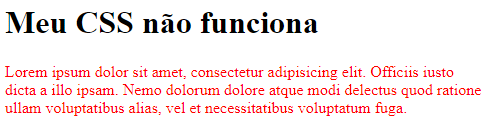 Meu CSS não funciona
Lorem ipsum dolor sit amet, consectetur adipisicing elit. Officiis iusto
dicta a illo ipsam. Nemo dolorum dolore atque modi delectus quod ratione
ullam voluptatibus alias, vel et necessitatibus voluptatum fuga.